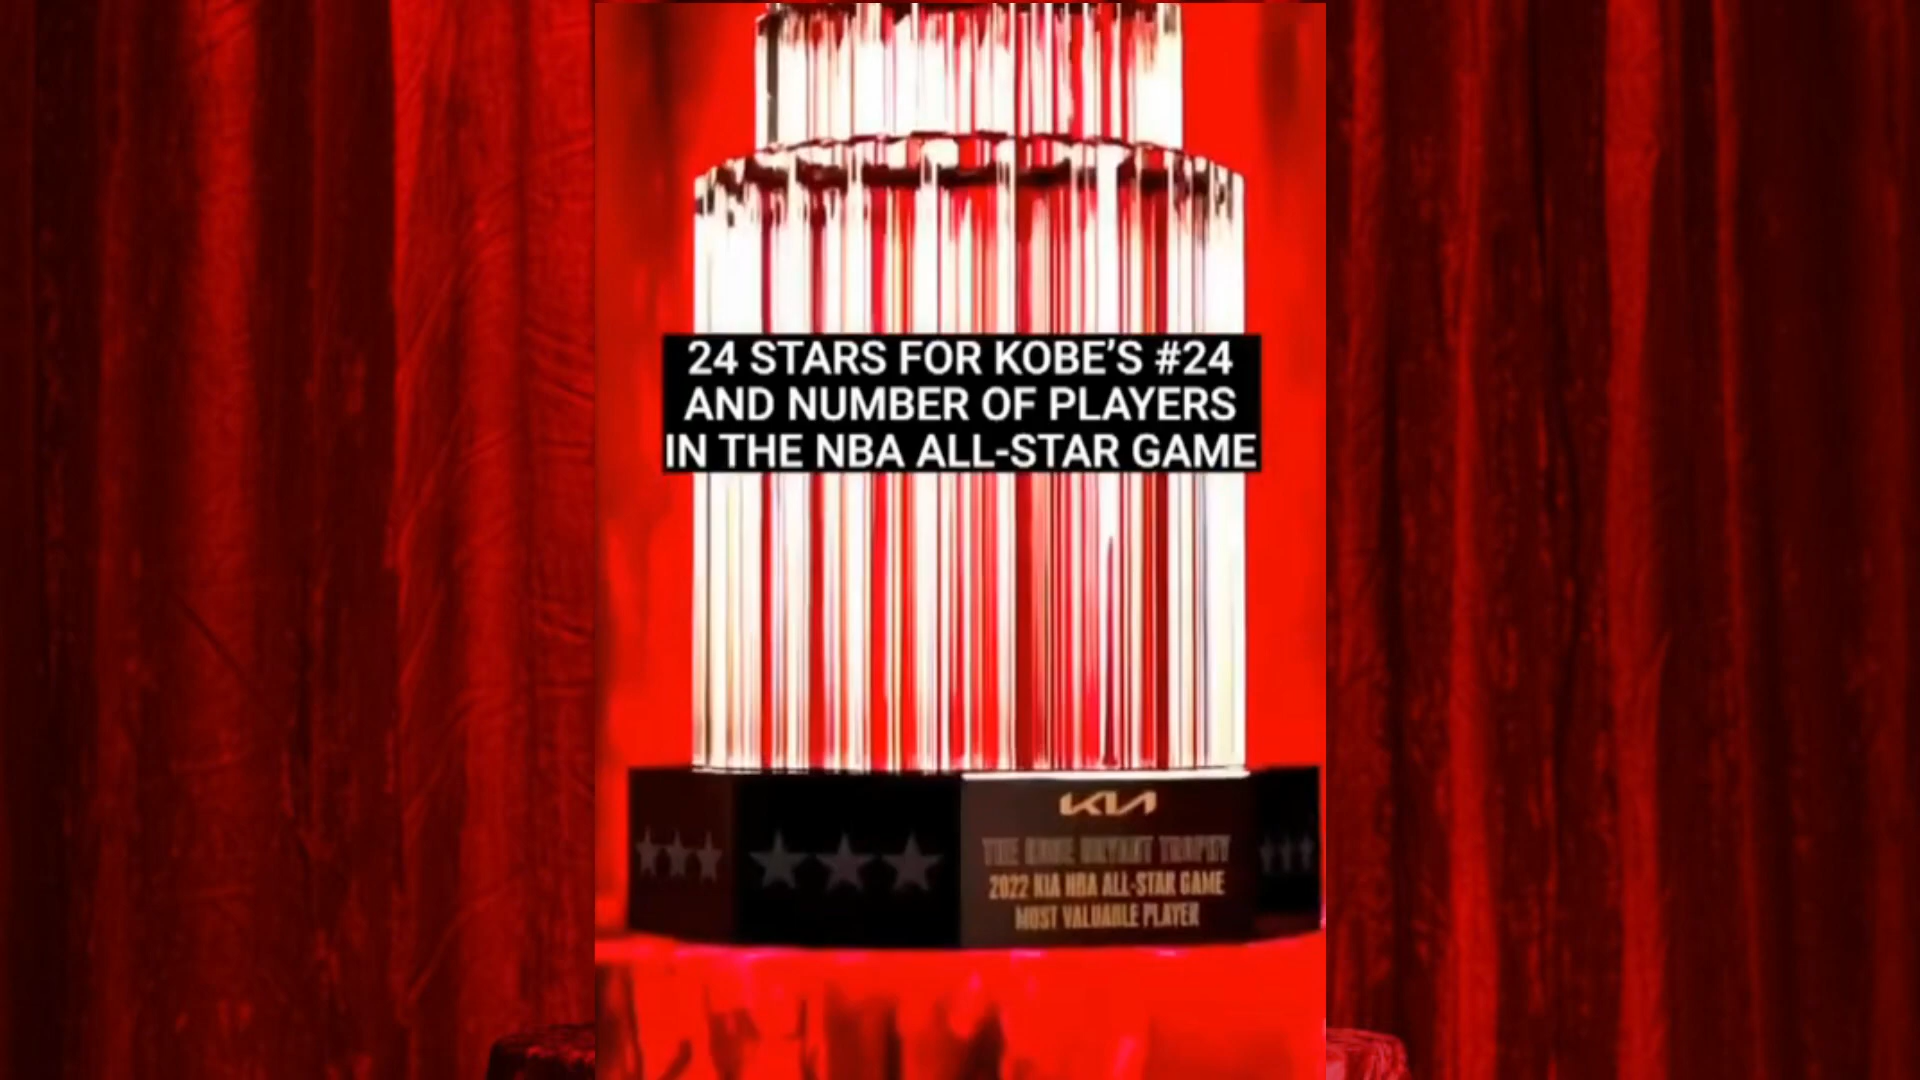 24 STARS FOR KOBE’S #24
AND NUMBER OF PLAYERS
IN THE NBA ALL-STAR GAME
KIA
THE KOBE BRYANT TROPHY
2022 KIA NBA ALL-STAR GAME
MOST VALUABLE PLAYER